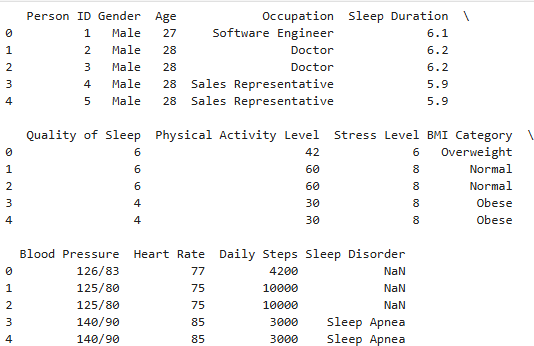 Person ID Gender  Age            Occupation  Sleep Duration  \
0          1   Male   27     Software Engineer             6.1
1          2   Male   28                Doctor             6.2
2          3   Male   28                Doctor             6.2
3          4   Male   28  Sales Representative             5.9
4          5   Male   28  Sales Representative             5.9
   Quality of Sleep  Physical Activity Level  Stress Level BMI Category  \
0                 6                       42             6   Overweight
1                 6                       60             8       Normal
2                 6                       60             8       Normal
3                 4                       30             8        Obese
4                 4                       30             8        Obese
  Blood Pressure  Heart Rate  Daily Steps Sleep Disorder
0         126/83          77         4200            NaN
1         125/80          75        10000            NaN
2         125/80          75        10000            NaN
3         140/90          85         3000    Sleep Apnea
4         140/90          85         3000    Sleep Apnea